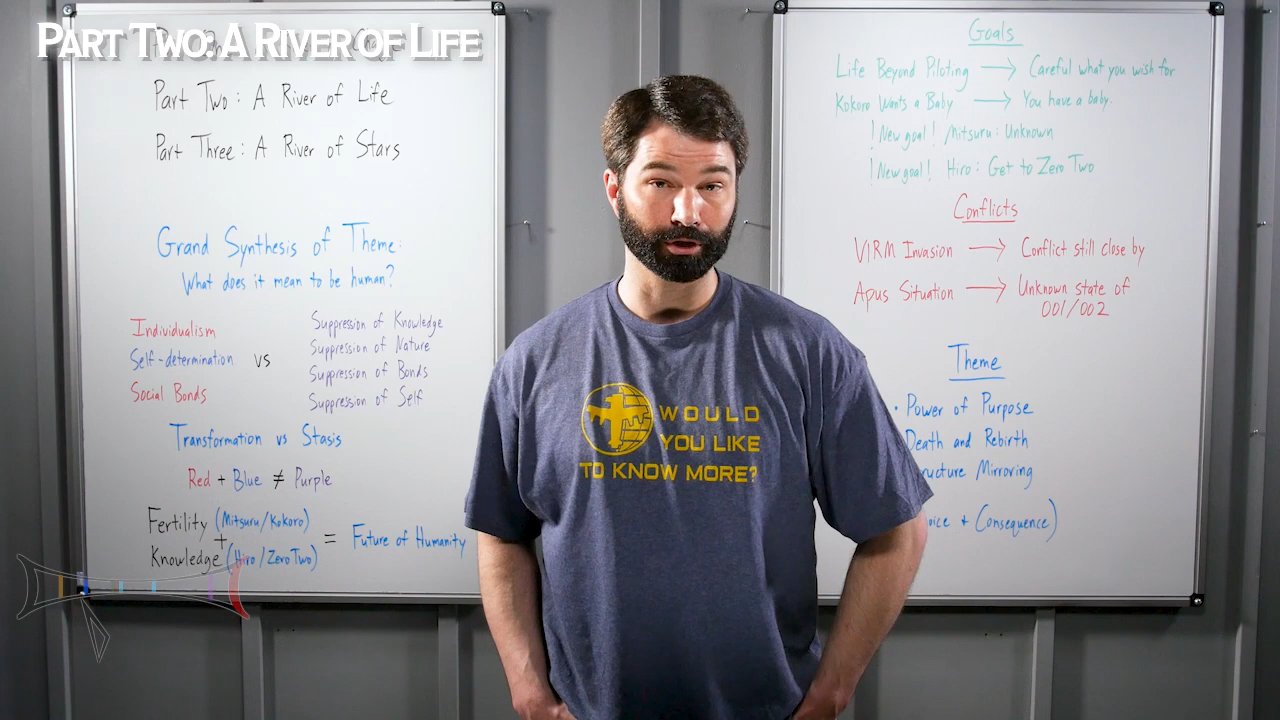 Part Two: A River of Life
Part Two: A River of Life
Part Three: A River of Stars
Grand Synthesis of Theme:
What does it mean to be human?
Individualism
Self-determination
Social Bonds
vs
Suppression of Knowledge
Suppression of Nature
Suppression of Bonds
Suppression of Self
Transformation vs Stasis
Red + Blue ≠ Purple
Fertility (Mitsuru/Kokoro)
+
Knowledge (Hiro/Zero Two)
= Future of Humanity
WOULD
YOU LIKE
TO KNOW MORE?
Goals
Life Beyond Piloting → Careful what you wish for
Kokoro Wants a Baby → You have a baby.
! New goal! Mitsuru: Unknown
! New goal! Hiro: Get to Zero Two
Conflicts
VIRM Invasion → Conflict still close by
Apus Situation → Unknown state of
001/002
Theme
• Power of Purpose
Death and Rebirth
Mirroring
& Consequence)